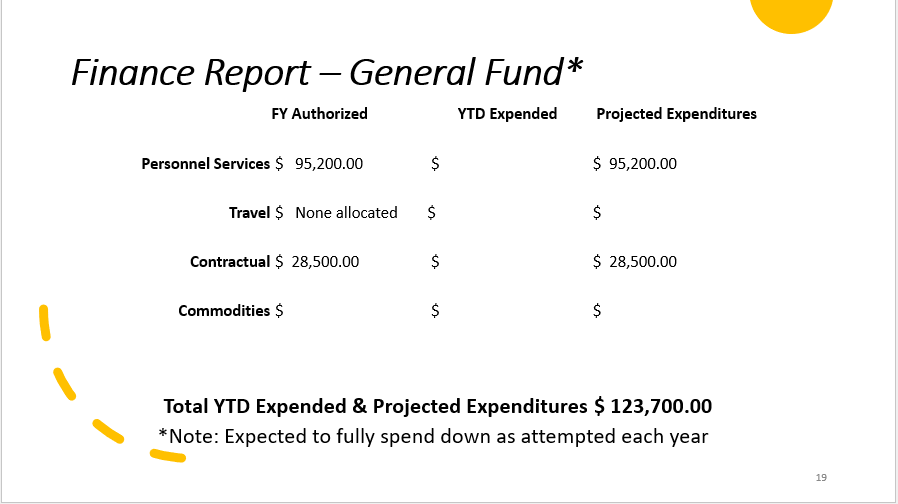 Finance Report – General Fund*
FY Authorized YTD Expended Projected Expenditures
Personnel Services $ 95,200.00 $ $ 95,200.00
Travel $ None allocated $ $
Contractual $ 28,500.00 $ $ 28,500.00
Commodities $ $ $
Total YTD Expended & Projected Expenditures $ 123,700.00
*Note: Expected to fully spend down as attempted each year
19